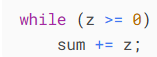 while (z >= 0)
    sum += z;